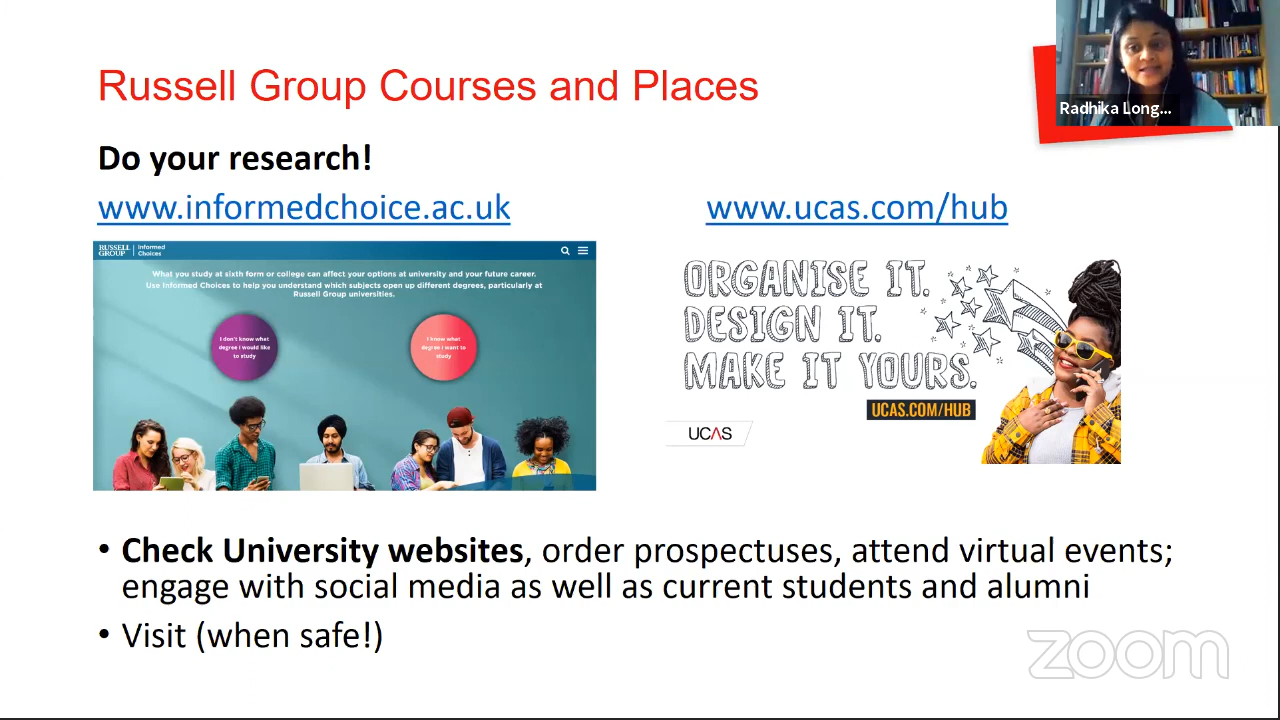 Russell Group Courses and Places
Radhika Long...
Do your research!
www.informedchoice.ac.uk
www.ucas.com/hub
RUSSELL
GROUP
Informed
Choices
What you study at sixth form or college can affect your options at university and your future career.
Use Informed Choices to help you understand which subjects open up different degrees, particularly at
Russell Group universities.
I don't know what
degree I would like
to study
I know what
degree I want to
study
ORGANISE IT.
DESIGN IT.
MAKE IT YOURS.
UCAS.COM/HUB
UCAS
• Check University websites, order prospectuses, attend virtual events;
engage with social media as well as current students and alumni
• Visit (when safe!)
zoom